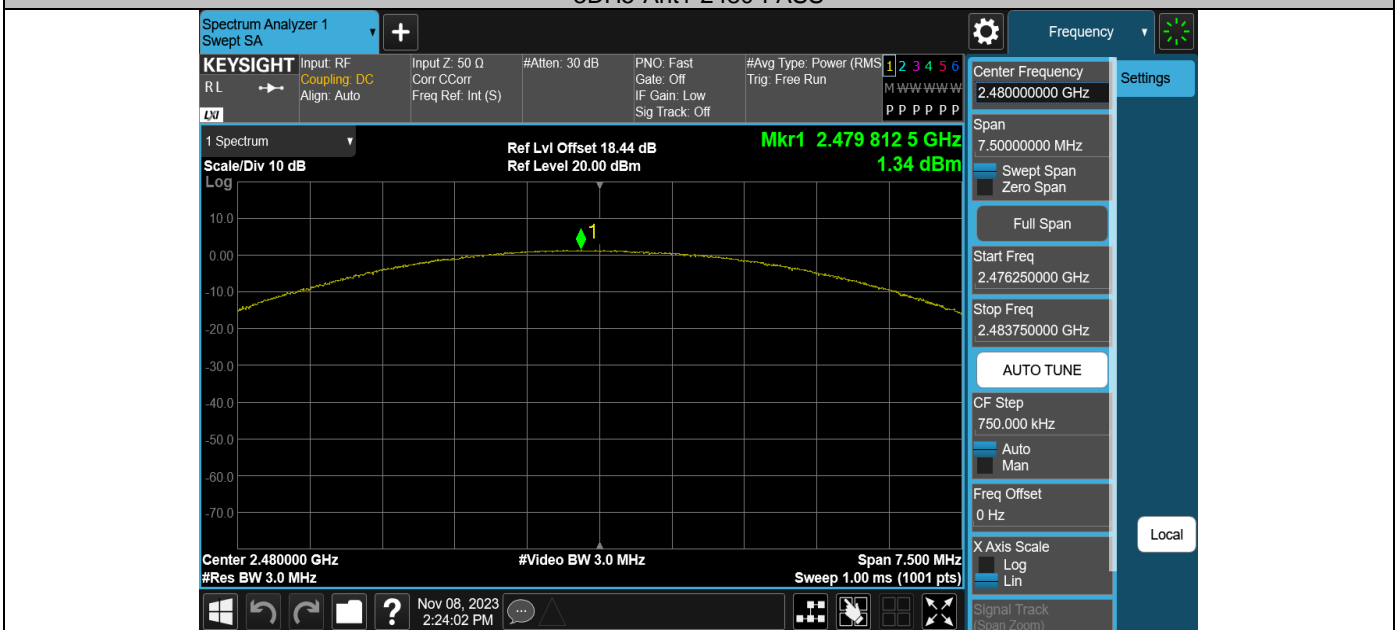 Spectrum Analyzer 1
Swept SA
+
Frequency
KEYSIGHT
Input: RF
Coupling: DC
Align: Auto
Input Z: 50 Ω
Corr CCorr
Freq Ref: Int (S)
#Atten: 30 dB
PNO: Fast
Gate: Off
IF Gain: Low
Sig Track: Off
#Avg Type: Power (RMS
Trig: Free Run
1 2 3 4 5 6
M W W W W W
P P P P P P
R L
LXI
1 Spectrum
Scale/Div 10 dB
Ref Lvl Offset 18.44 dB
Ref Level 20.00 dBm
Mkr1 2.479 812 5 GHz
1.34 dBm
Log
10.0
0.00
-10.0
-20.0
-30.0
-40.0
-50.0
-60.0
-70.0
1
Center 2.480000 GHz
#Res BW 3.0 MHz
#Video BW 3.0 MHz
Span 7.500 MHz
Sweep 1.00 ms (1001 pts)
Nov 08, 2023
2:24:02 PM
?
Center Frequency
2.480000000 GHz
Span
7.50000000 MHz
Swept Span
Zero Span
Full Span
Start Freq
2.476250000 GHz
Stop Freq
2.483750000 GHz
AUTO TUNE
CF Step
750.000 kHz
Auto
Man
Freq Offset
0 Hz
X Axis Scale
Log
Lin
Signal Track
(Span Zoom)
Settings
Local